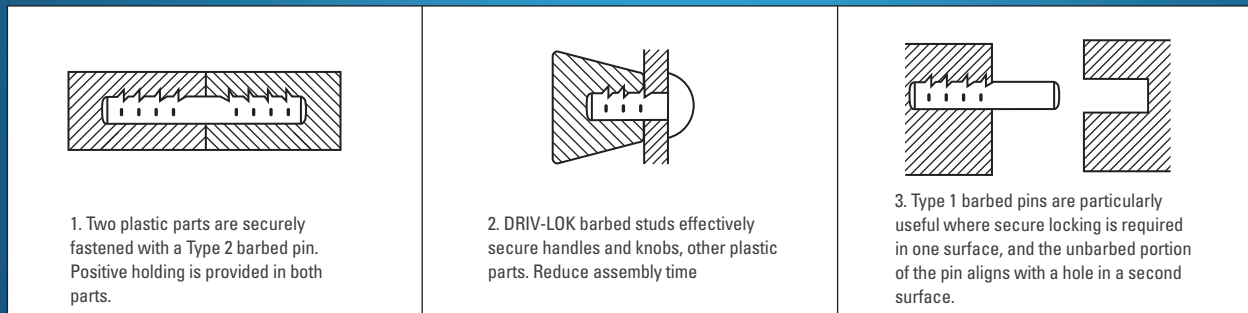 1. Two plastic parts are securely
fastened with a Type 2 barbed pin.
Positive holding is provided in both
parts.
2. DRIV-LOK barbed studs effectively
secure handles and knobs, other plastic
parts. Reduce assembly time
3. Type 1 barbed pins are particularly
useful where secure locking is required
in one surface, and the unbarbed portion
of the pin aligns with a hole in a second
surface.